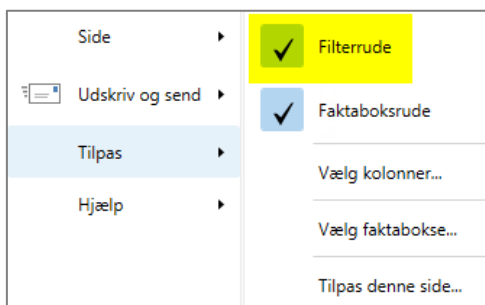 Side
Udskriv og send
Tilpas
Hjælp
Filterrude
Faktaboksrude
Vælg kolonner...
Vælg faktabokse...
Tilpas denne side...